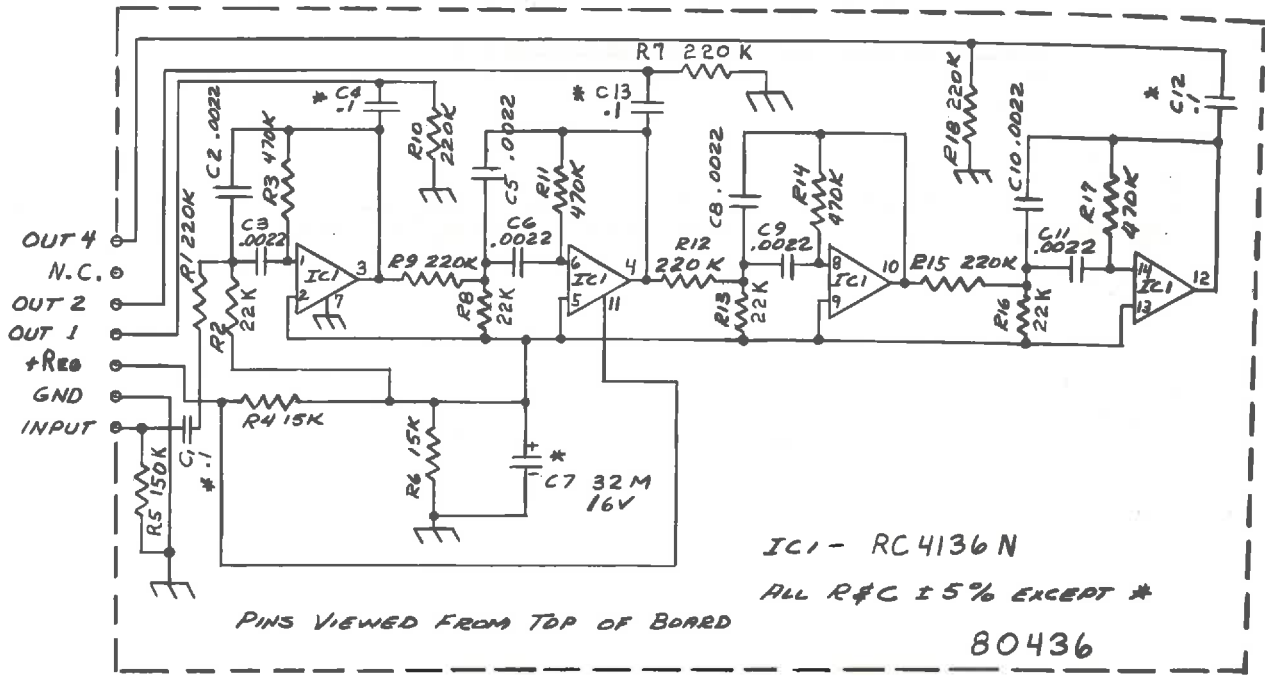 R7 220 K
* C4
.1
* C13
.1
R10
220K
R18 220K
* C12
.1
C2 .0022
R3 470K
C5 .0022
R11
470K
C8 .0022
R14
470K
C10 .0022
R17
470K
OUT 4
N.C.
OUT 2
OUT 1
+REG
GND
INPUT
R1 220K
C3
.0022
1
3
IC1
2
7
R2
22K
R9 220K
C6
.0022
6
4
IC1
5
11
R8
22K
R12
220 K
C9
.0022
8
10
IC1
9
R13
22K
R15 220K
C11
.0022
14
12
IC1
13
R16
22K
R4 15K
R6 15K
+
*
-
C7 32 M
16V
C1
* .1
R5 150K
IC1 - RC 4136 N
ALL R & C ± 5% EXCEPT *
PINS VIEWED FROM TOP OF BOARD
80436